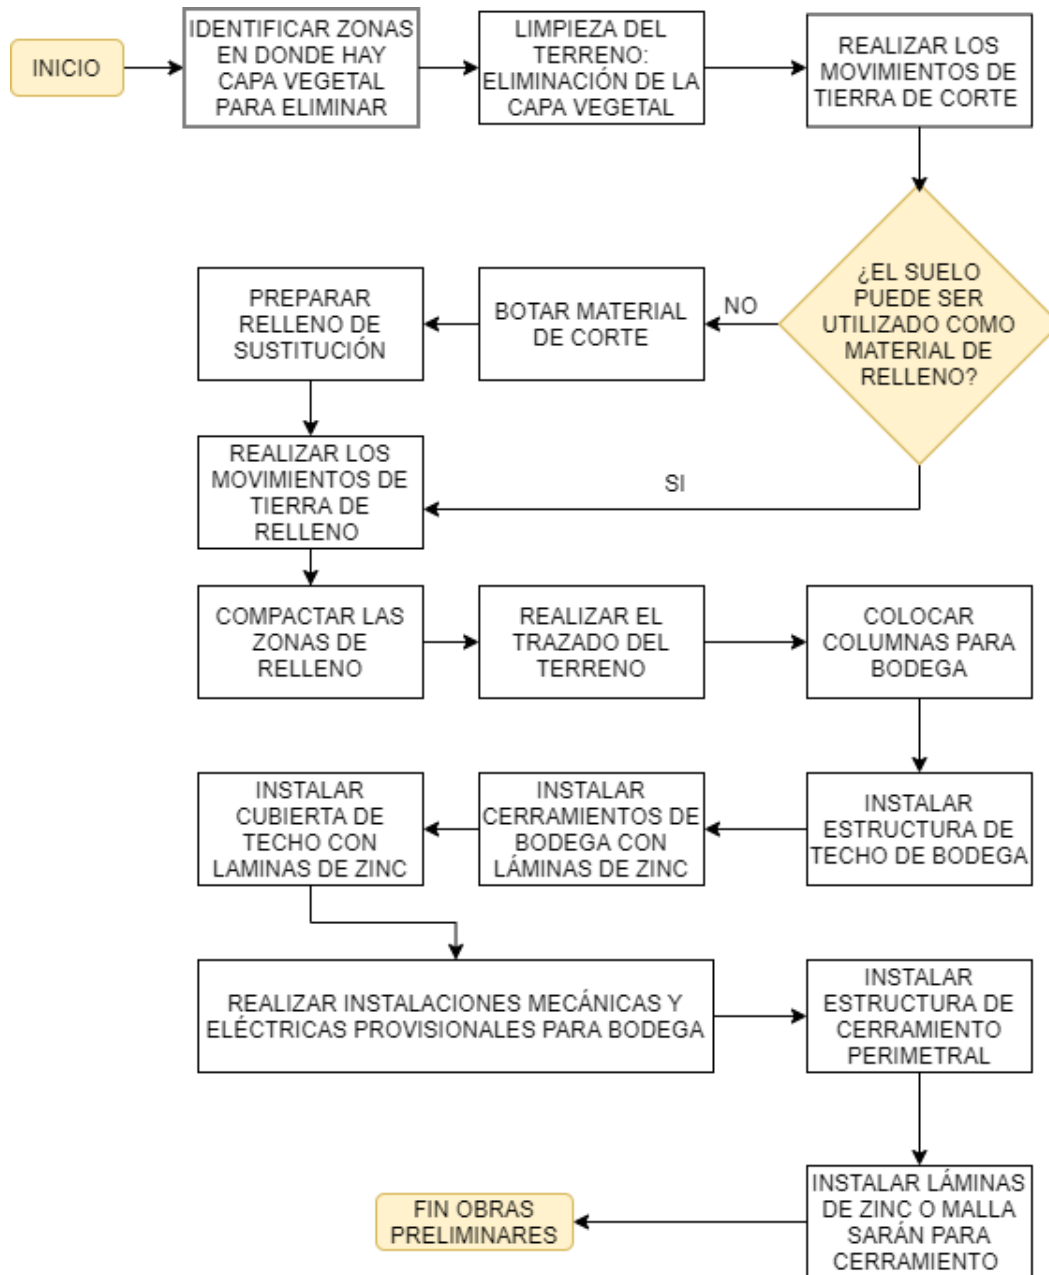 INICIO
IDENTIFICAR ZONAS
EN DONDE HAY
CAPA VEGETAL
PARA ELIMINAR
LIMPIEZA DEL
TERRENO:
ELIMINACIÓN DE LA
CAPA VEGETAL
REALIZAR LOS
MOVIMIENTOS DE
TIERRA DE CORTE
¿EL SUELO
PUEDE SER
UTILIZADO COMO
MATERIAL DE
RELLENO?
NO
BOTAR MATERIAL
DE CORTE
PREPARAR
RELLENO DE
SUSTITUCIÓN
SI
REALIZAR LOS
MOVIMIENTOS DE
TIERRA DE
RELLENO
COMPACTAR LAS
ZONAS DE
RELLENO
REALIZAR EL
TRAZADO DEL
TERRENO
COLOCAR
COLUMNAS PARA
BODEGA
INSTALAR
ESTRUCTURA DE
TECHO DE BODEGA
INSTALAR
CERRAMIENTOS DE
BODEGA CON
LÁMINAS DE ZINC
INSTALAR
CUBIERTA DE
TECHO CON
LAMINAS DE ZINC
REALIZAR INSTALACIONES MECÁNICAS Y
ELÉCTRICAS PROVISIONALES PARA BODEGA
INSTALAR
ESTRUCTURA DE
CERRAMIENTO
PERIMETRAL
INSTALAR LÁMINAS
DE ZINC O MALLA
SARÁN PARA
CERRAMIENTO
FIN OBRAS
PRELIMINARES